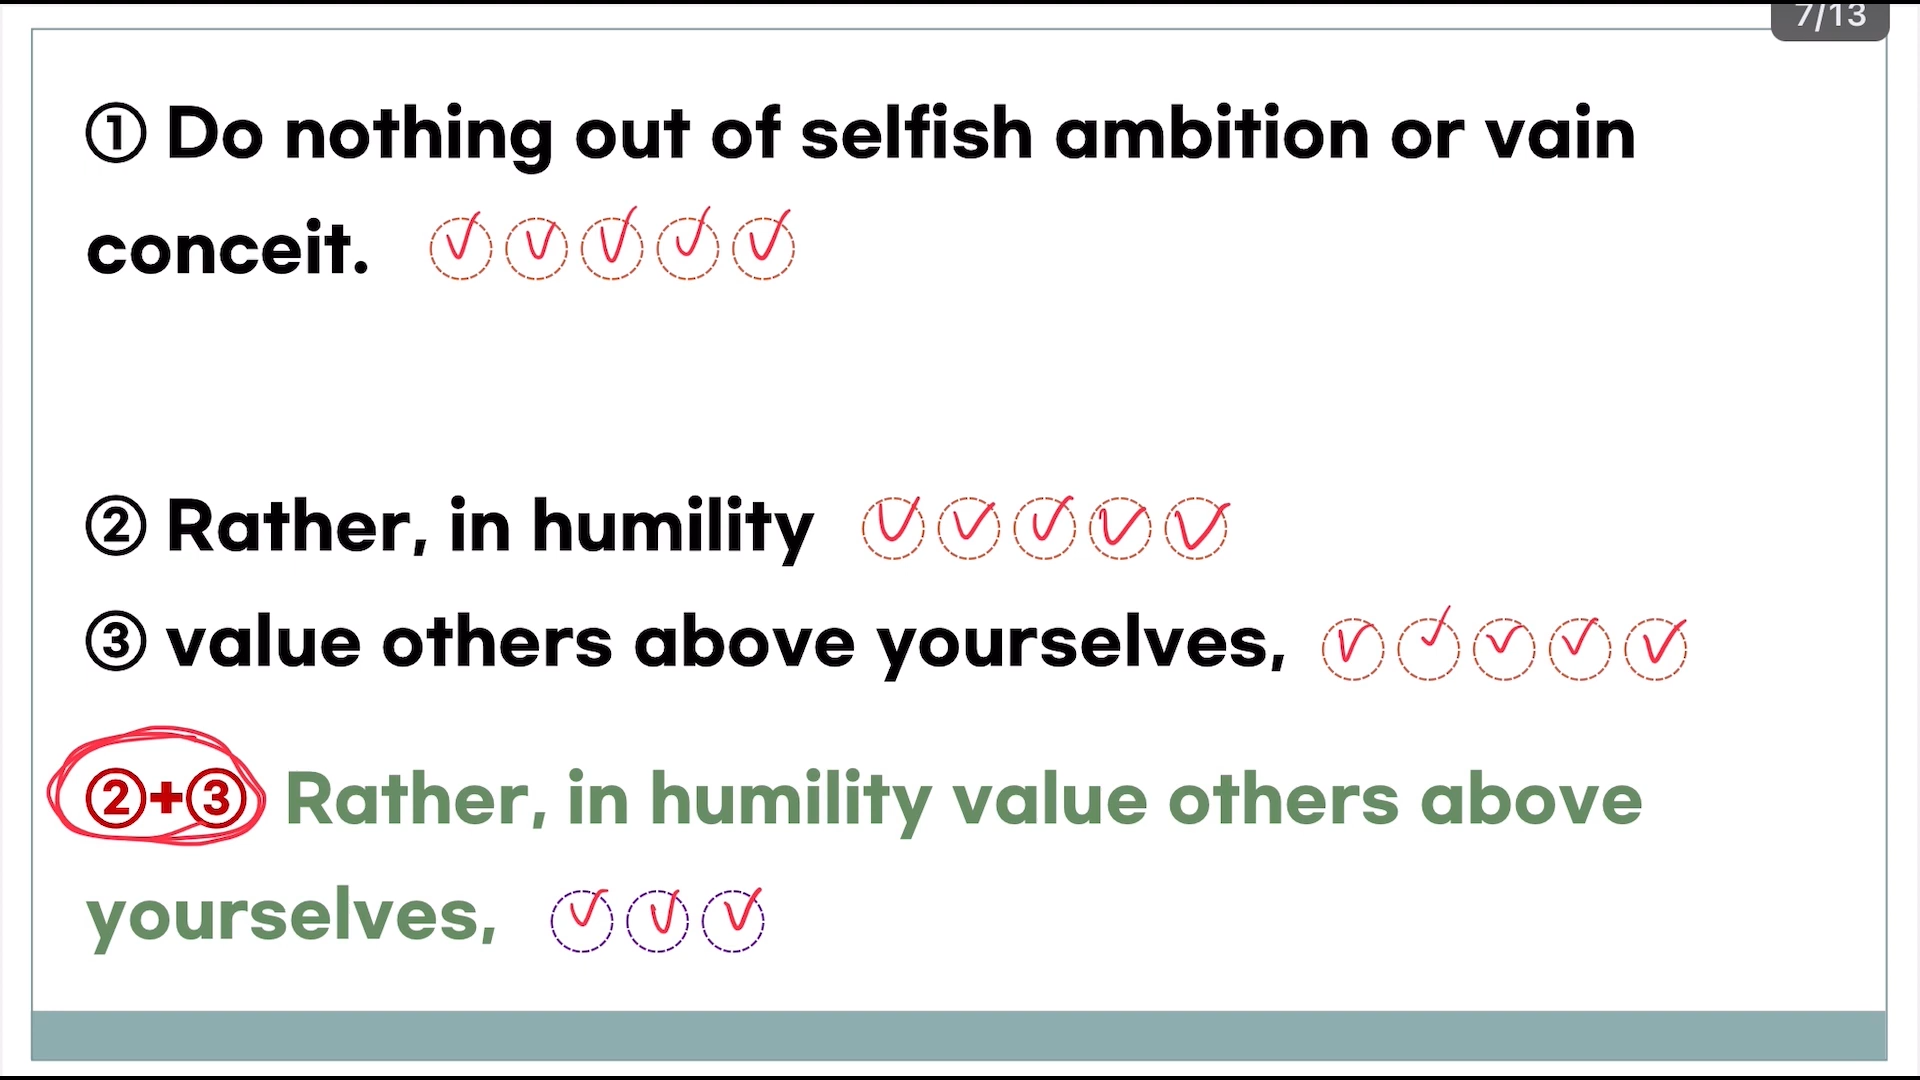 7/13
① Do nothing out of selfish ambition or vain
conceit.
② Rather, in humility
③ value others above yourselves,
②+③ Rather, in humility value others above
yourselves,